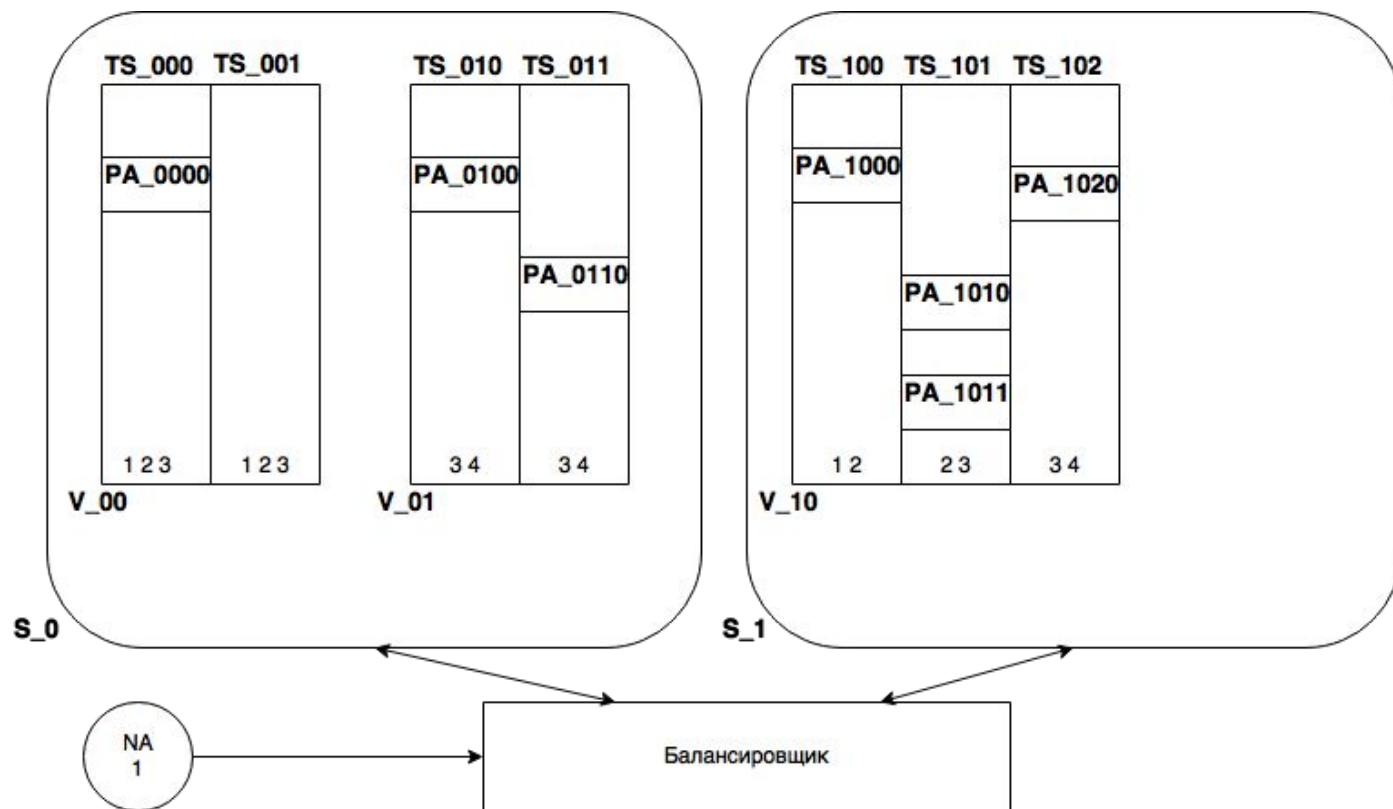 TS_000 TS_001 TS_010 TS_011 TS_100 TS_101 TS_102
PA_0000 PA_0100 PA_1000 PA_1020
PA_0110 PA_1010
PA_1011
1 2 3 1 2 3 3 4 3 4 1 2 2 3 3 4
V_00 V_01 V_10
S_0 S_1
NA
1
Балансировщик